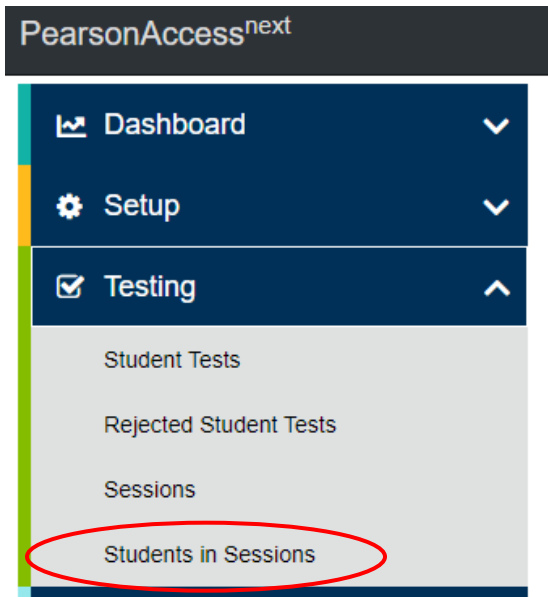 PearsonAccessnext
Dashboard
Setup
Testing
Student Tests
Rejected Student Tests
Sessions
Students in Sessions